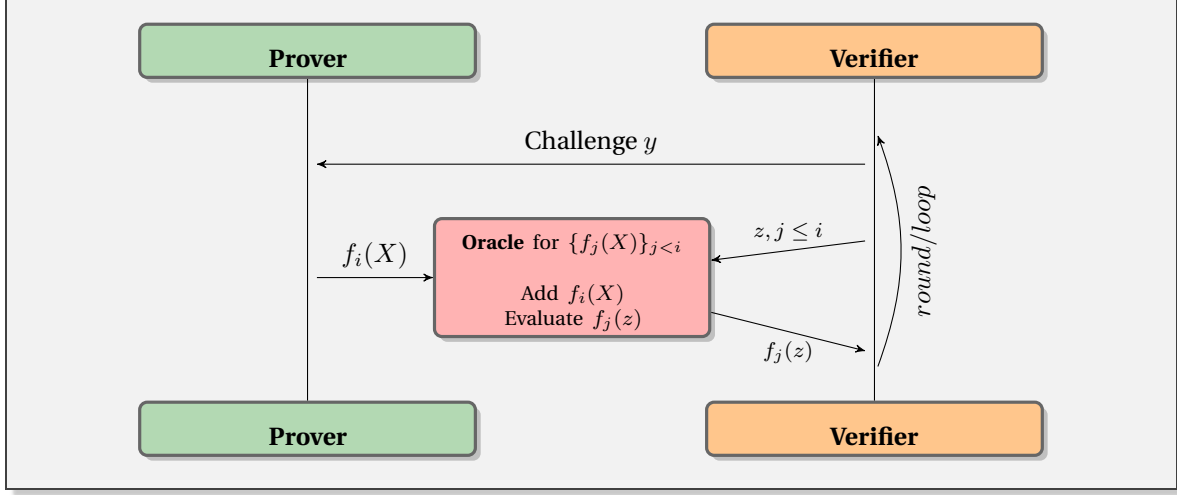 Prover
Verifier
Challenge y
Oracle for {f_j(X)}_{j<i}
z, j ≤ i
f_i(X)
Add f_i(X)
Evaluate f_j(z)
f_j(z)
round/loop
Prover
Verifier